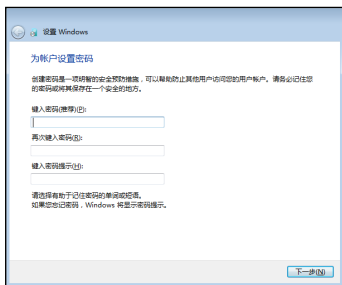 设置 Windows
为帐户设置密码
创建密码是一项明智的安全预防措施，可以帮助防止其他用户访问您的用户帐户。请务必记住您
的密码或将其保存在一个安全的地方。
键入密码(推荐)(P):
再次键入密码(R):
键入密码提示(H):
请选择有助于记住密码的单词或短语。
如果您忘记密码，Windows 将显示密码提示。
下一步(N)